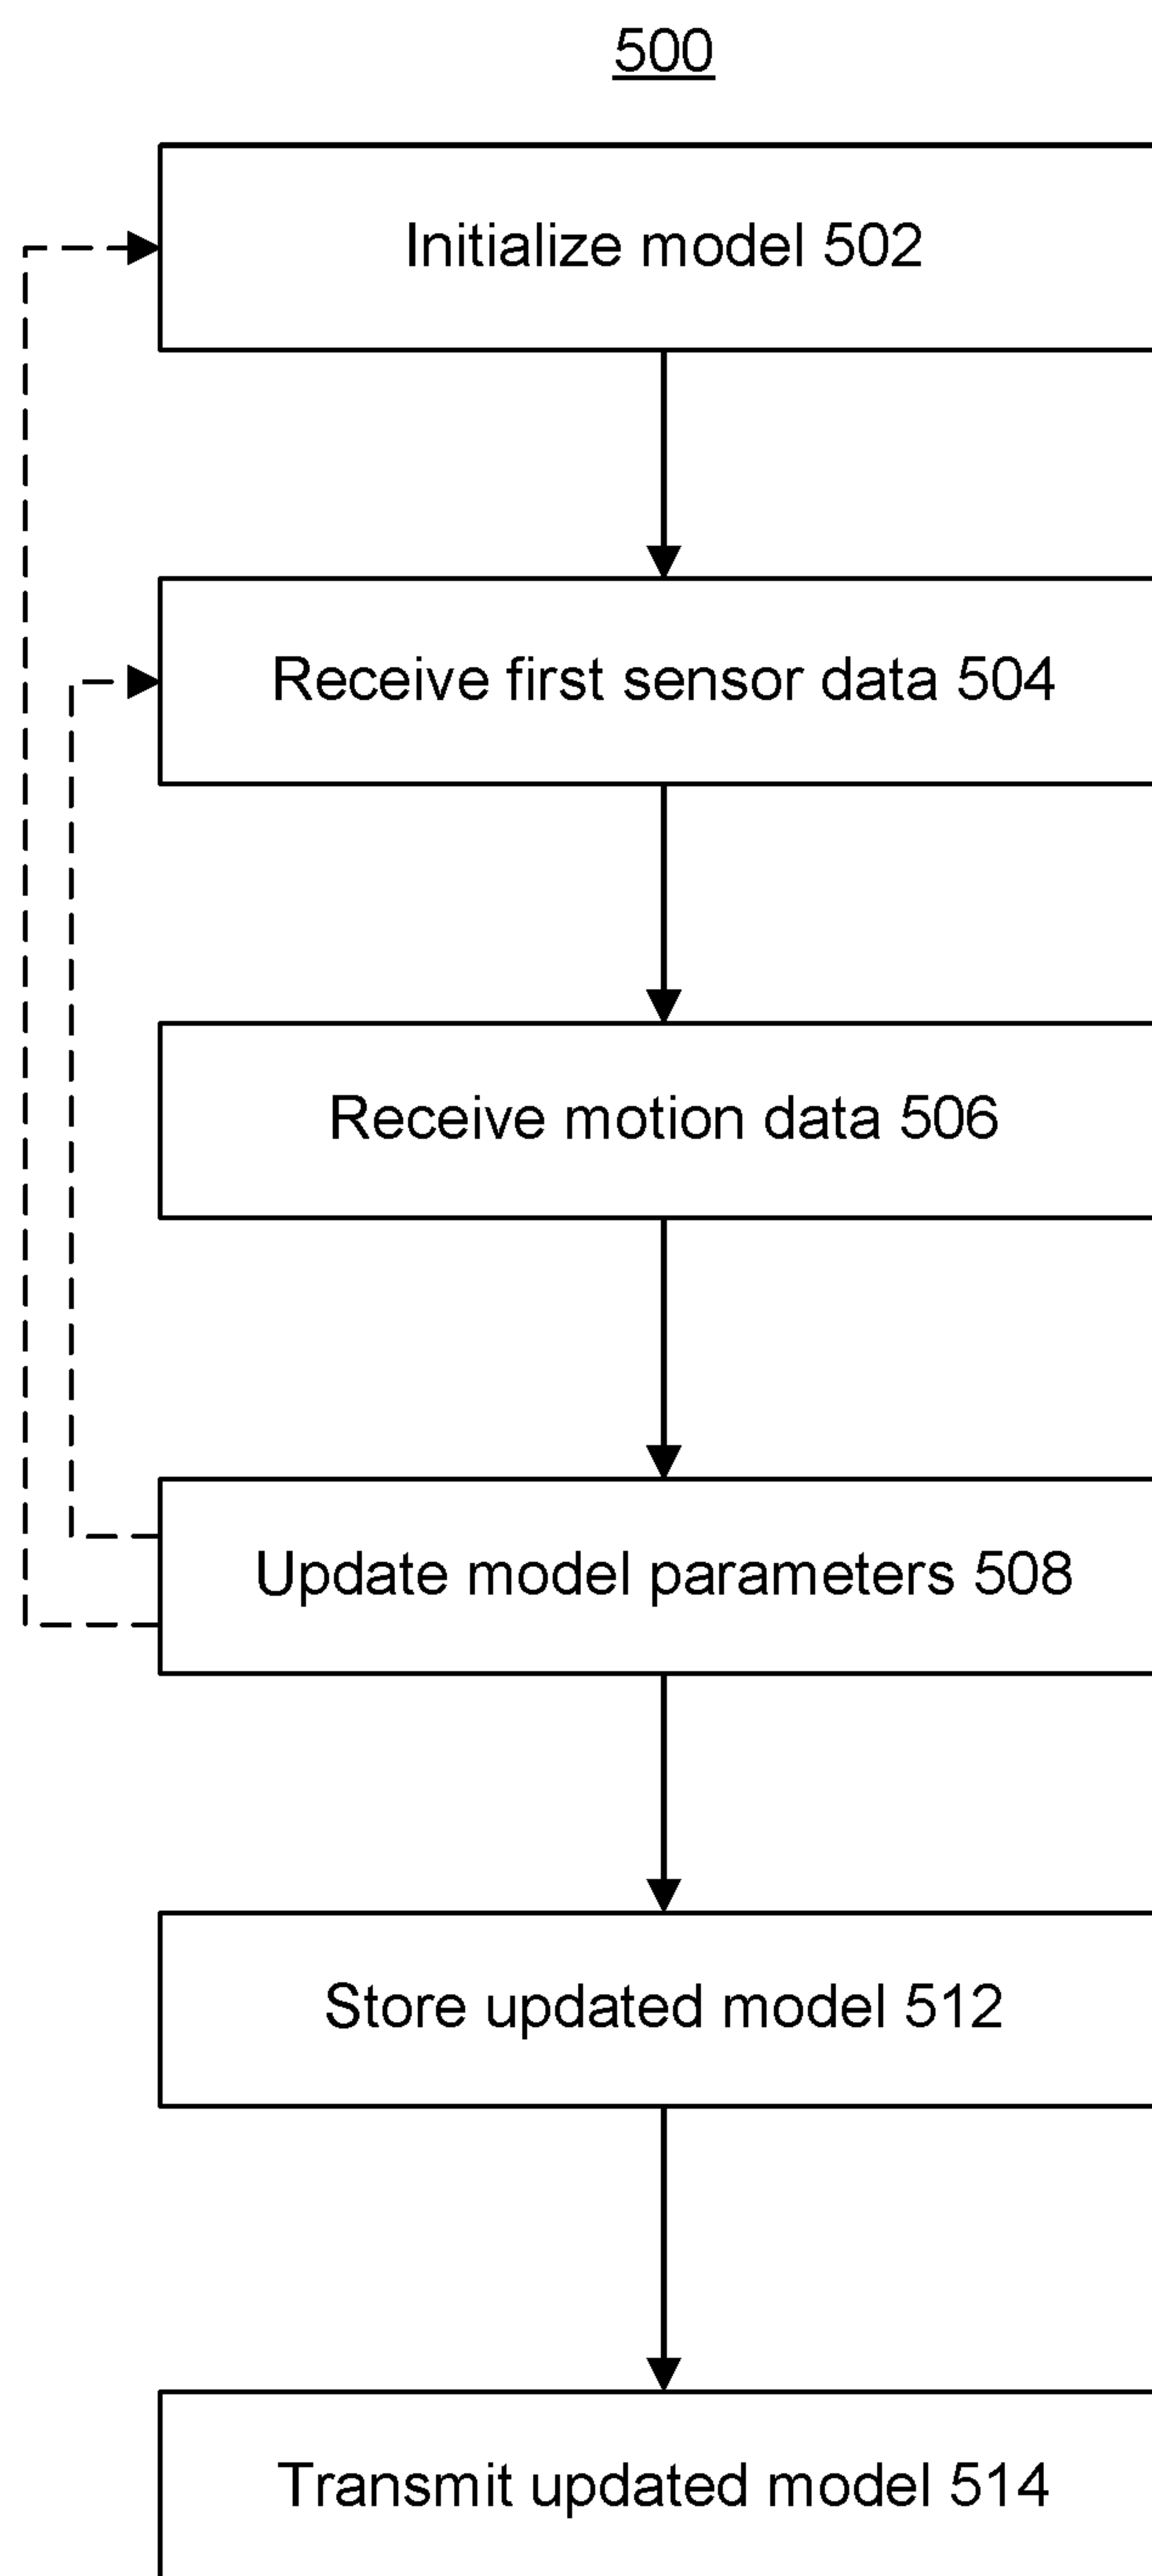 500
Initialize model 502
Receive first sensor data 504
Receive motion data 506
Update model parameters 508
Store updated model 512
Transmit updated model 514